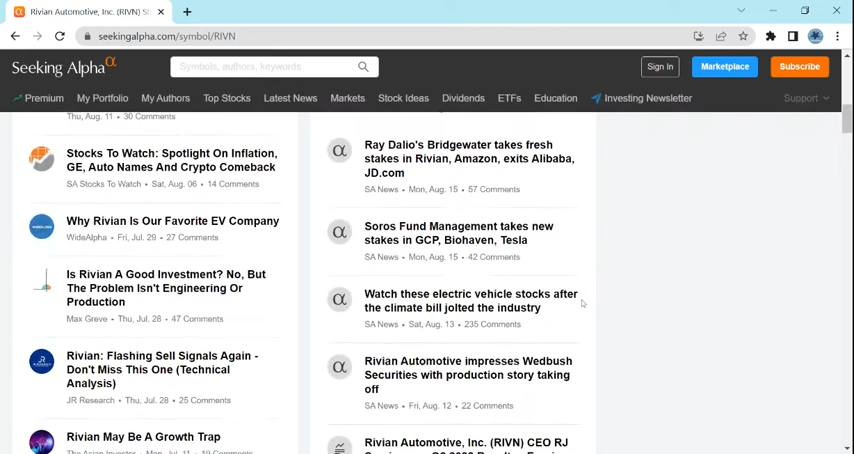 Rivian Automotive, Inc. (RIVN) St
seekingalpha.com/symbol/RIVN
Seeking Alpha α
Symbols, authors, keywords
Sign In
Marketplace
Subscribe
Premium
My Portfolio
My Authors
Top Stocks
Latest News
Markets
Stock Ideas
Dividends
ETFs
Education
Investing Newsletter
Support
Thu, Aug. 11 • 30 Comments
Stocks To Watch: Spotlight On Inflation,
GE, Auto Names And Crypto Comeback
SA Stocks To Watch • Sat, Aug. 06 • 14 Comments
Why Rivian Is Our Favorite EV Company
WideAlpha • Fri, Jul. 29 • 27 Comments
Is Rivian A Good Investment? No, But
The Problem Isn't Engineering Or
Production
Max Greve • Thu, Jul. 28 • 47 Comments
Rivian: Flashing Sell Signals Again -
Don't Miss This One (Technical
Analysis)
JR Research • Thu, Jul. 28 • 25 Comments
Rivian May Be A Growth Trap
The Asian Investor • Mon, Jul. 11 • 19 Comments
α
Ray Dalio's Bridgewater takes fresh
stakes in Rivian, Amazon, exits Alibaba,
JD.com
SA News • Mon, Aug. 15 • 57 Comments
α
Soros Fund Management takes new
stakes in GCP, Biohaven, Tesla
SA News • Mon, Aug. 15 • 42 Comments
α
Watch these electric vehicle stocks after
the climate bill jolted the industry
SA News • Sat, Aug. 13 • 235 Comments
α
Rivian Automotive impresses Wedbush
Securities with production story taking
off
SA News • Fri, Aug. 12 • 22 Comments
Rivian Automotive, Inc. (RIVN) CEO RJ